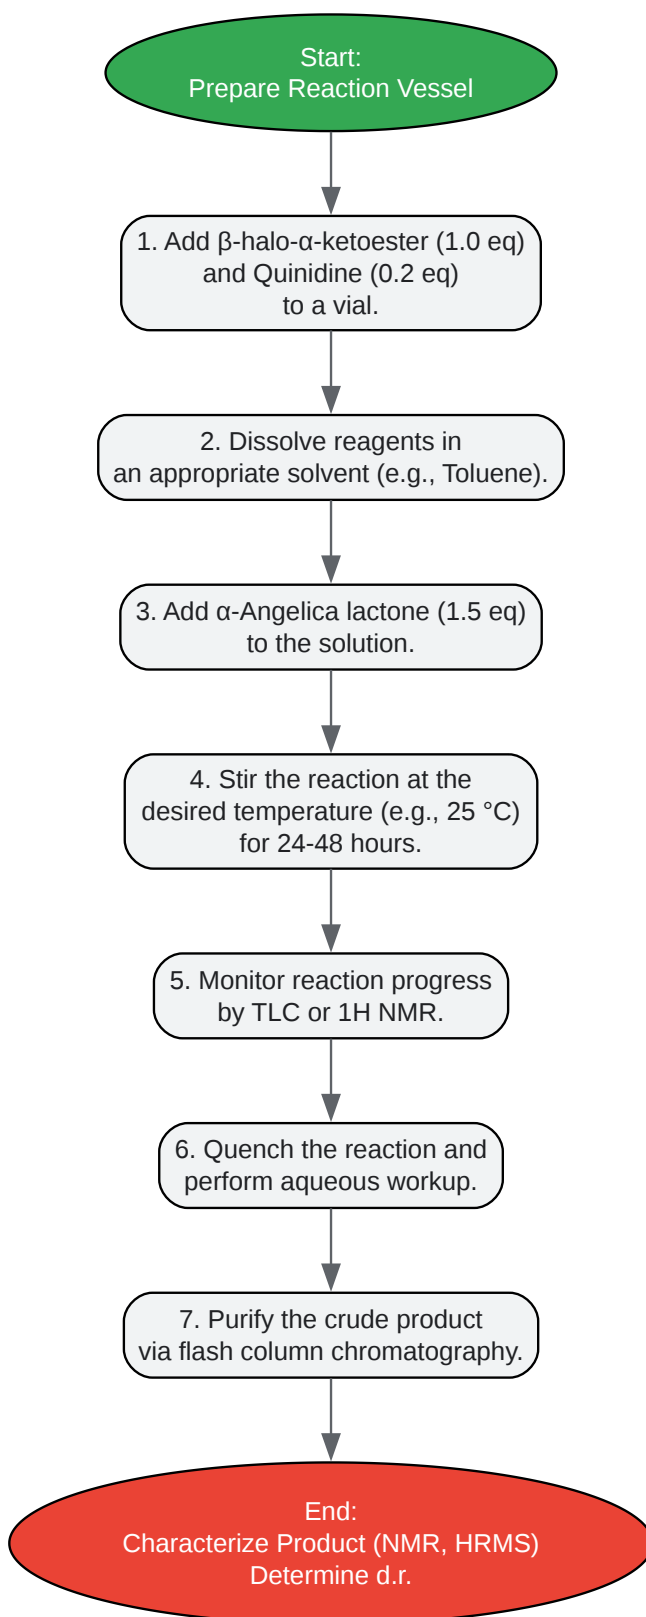 Start:
Prepare Reaction Vessel
1. Add β-halo-α-ketoester (1.0 eq)
and Quinidine (0.2 eq)
to a vial.
2. Dissolve reagents in
an appropriate solvent (e.g., Toluene).
3. Add α-Angelica lactone (1.5 eq)
to the solution.
4. Stir the reaction at the
desired temperature (e.g., 25 °C)
for 24-48 hours.
5. Monitor reaction progress
by TLC or 1H NMR.
6. Quench the reaction and
perform aqueous workup.
7. Purify the crude product
via flash column chromatography.
End:
Characterize Product (NMR, HRMS)
Determine d.r.